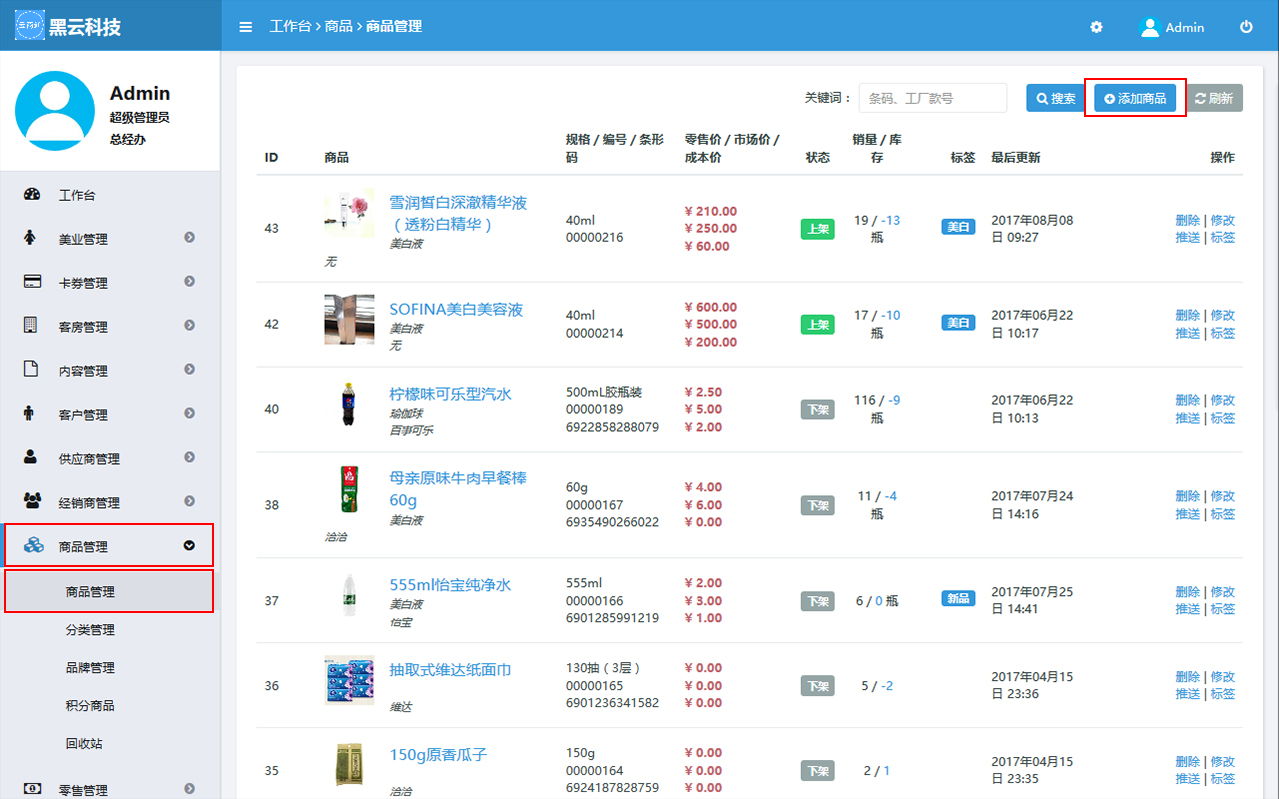 黑云科技
工作台 > 商品 > 商品管理
Admin
Admin
超级管理员
总经办
工作台
美业管理
卡券管理
客房管理
内容管理
客户管理
供应商管理
经销商管理
商品管理
商品管理
分类管理
品牌管理
积分商品
回收站
零售管理
关键词：
条码、工厂款号
搜索
添加商品
刷新
ID 商品 规格 / 编号 / 条形码 零售价 / 市场价 / 成本价 状态 销量 / 库存 标签 最后更新 操作
43
雪润皙白深澈精华液
（透粉白精华）
美白液
无
40ml
00000216
¥ 210.00
¥ 250.00
¥ 60.00
上架
19 / -13
瓶
美白
2017年08月08
日 09:27
删除 | 修改
推送 | 标签
42
SOFINA美白美容液
美白液
无
40ml
00000214
¥ 600.00
¥ 500.00
¥ 200.00
上架
17 / -10
瓶
美白
2017年06月22
日 10:17
删除 | 修改
推送 | 标签
40
柠檬味可乐型汽水
瑜伽球
百事可乐
500mL胶瓶装
00000189
6922858288079
¥ 2.50
¥ 5.00
¥ 2.00
下架
116 / -9
瓶
2017年06月22
日 10:13
删除 | 修改
推送 | 标签
38
母亲原味牛肉早餐棒
60g
美白液
洽洽
60g
00000167
6935490266022
¥ 4.00
¥ 6.00
¥ 0.00
下架
11 / -4
瓶
2017年07月24
日 14:16
删除 | 修改
推送 | 标签
37
555ml怡宝纯净水
美白液
怡宝
555ml
00000166
6901285991219
¥ 2.00
¥ 3.00
¥ 1.00
下架
6 / 0 瓶
新品
2017年07月25
日 14:41
删除 | 修改
推送 | 标签
36
抽取式维达纸面巾
维达
130抽（3层）
00000165
6901236341582
¥ 0.00
¥ 0.00
¥ 0.00
下架
5 / -2
2017年04月15
日 23:36
删除 | 修改
推送 | 标签
35
150g原香瓜子
洽洽
150g
00000164
6924187828759
¥ 0.00
¥ 0.00
¥ 0.00
下架
2 / 1
2017年04月15
日 23:35
删除 | 修改
推送 | 标签